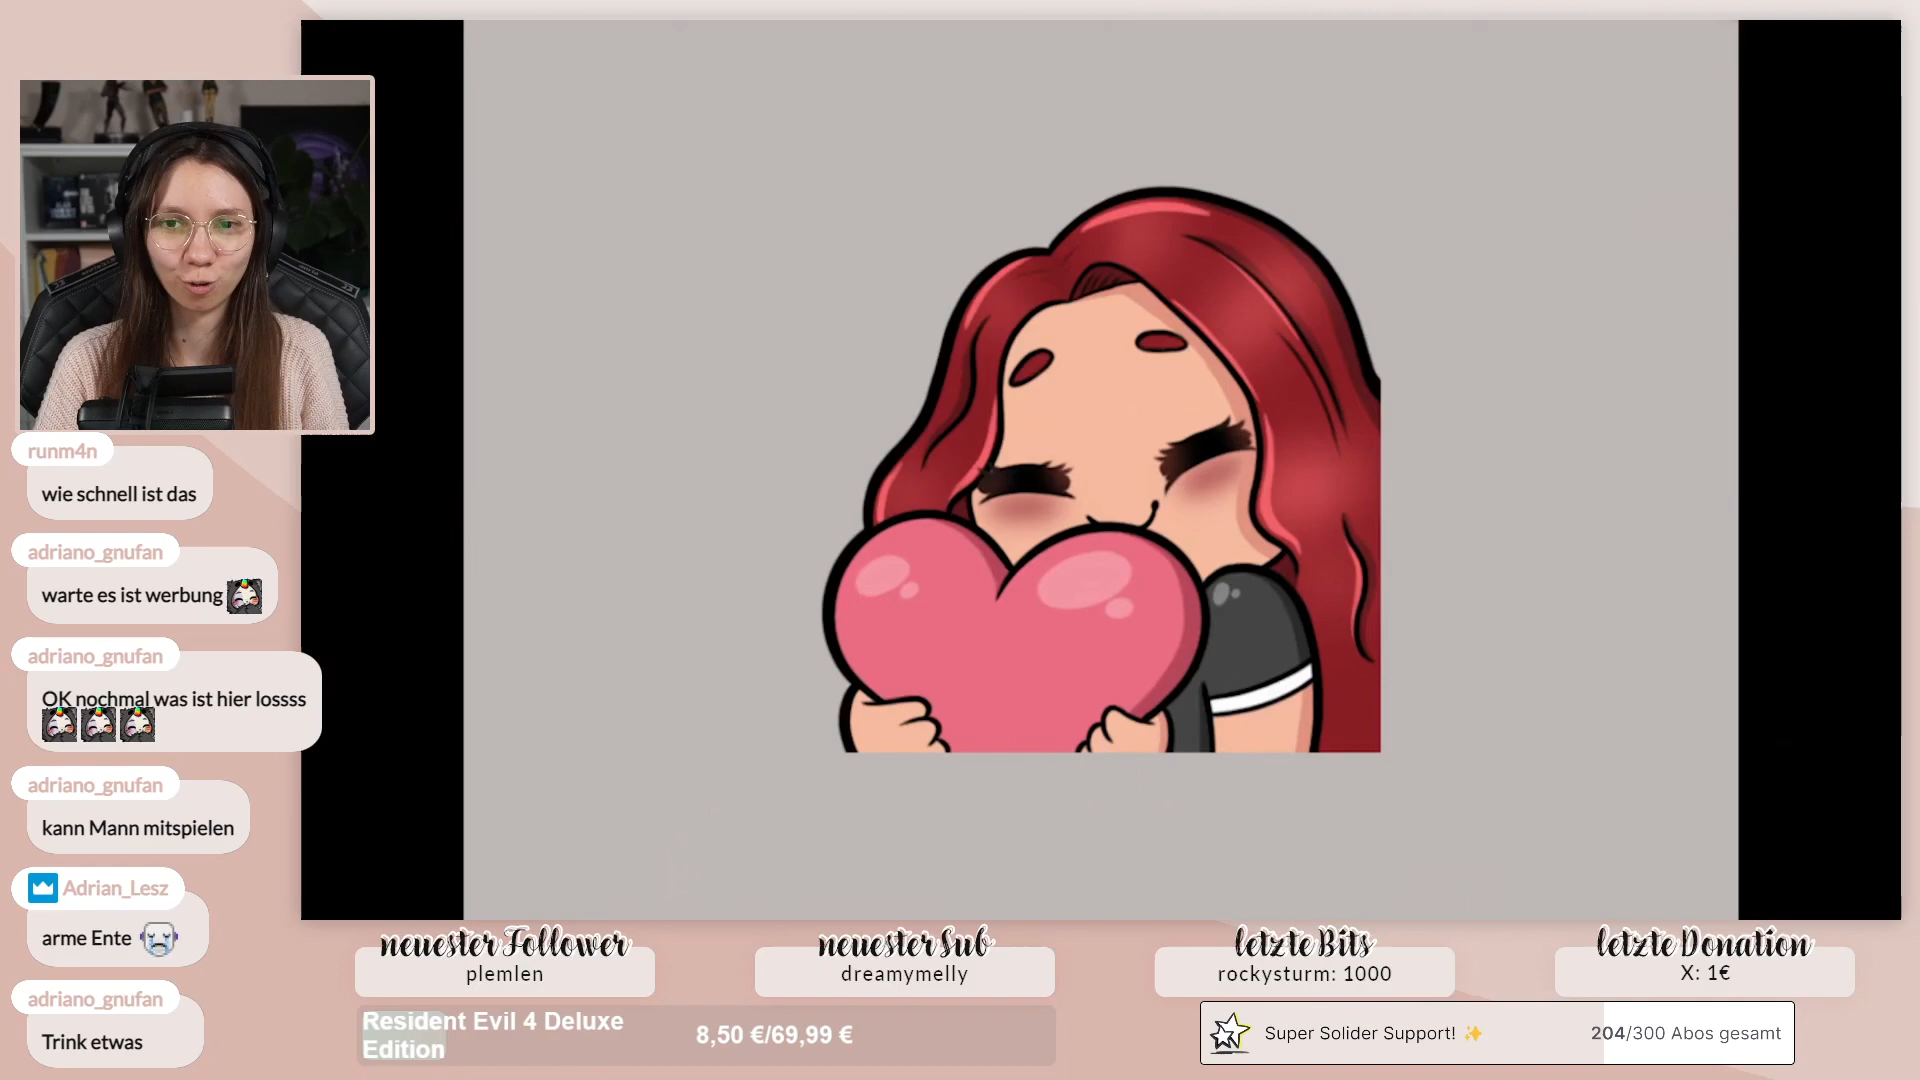 runm4n
wie schnell ist das
adriano_gnufan
warte es ist werbung
adriano_gnufan
OK nochmal was ist hier lossss
adriano_gnufan
kann Mann mitspielen
Adrian_Lesz
arme Ente
adriano_gnufan
Trink etwas
neuester Follower
plemlen
neuester Sub
dreamymelly
letzte Bits
rockysturm: 1000
letzte Donation
X: 1€
Resident Evil 4 Deluxe
Edition
8,50 €/69,99 €
Super Solider Support! ✨
204/300 Abos gesamt